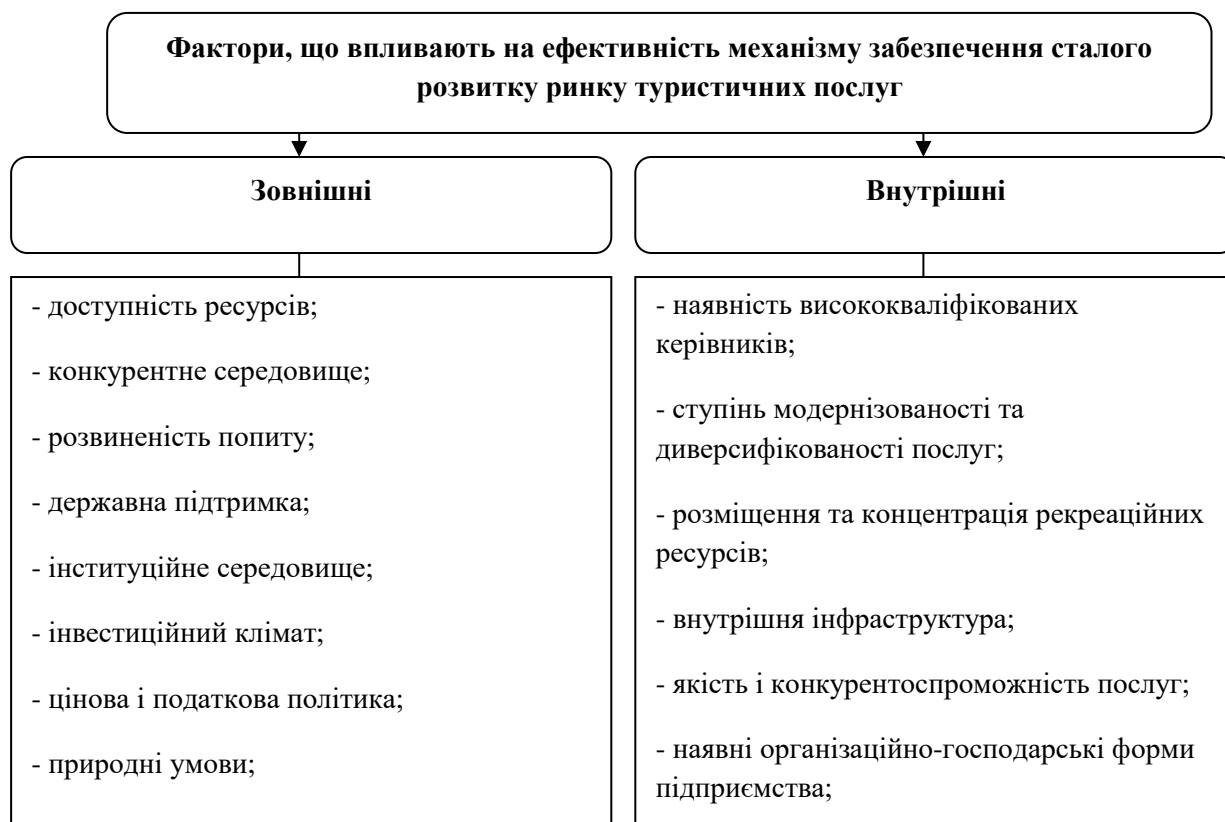 Фактори, що впливають на ефективність механізму забезпечення сталого
розвитку ринку туристичних послуг
Зовнішні
- доступність ресурсів;
- конкурентне середовище;
- розвиненість попиту;
- державна підтримка;
- інституційне середовище;
- інвестиційний клімат;
- цінова і податкова політика;
- природні умови;
Внутрішні
- наявність висококваліфікованих
керівників;
- ступінь модернізованості та
диверсифікованості послуг;
- розміщення та концентрація рекреаційних
ресурсів;
- внутрішня інфраструктура;
- якість і конкурентоспроможність послуг;
- наявні організаційно-господарські форми
підприємства;